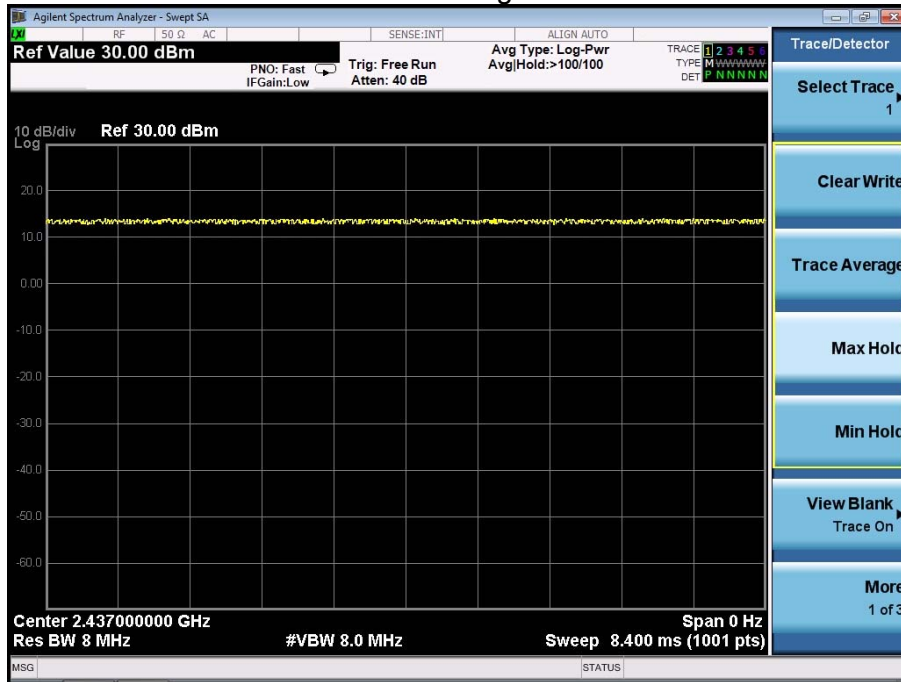 Agilent Spectrum Analyzer - Swept SA
LXI RF 50 Ω AC SENSE:INT ALIGN AUTO
Ref Value 30.00 dBm
PNO: Fast
IFGain:Low
Trig: Free Run
Atten: 40 dB
Avg Type: Log-Pwr
Avg|Hold:>100/100
TRACE 1 2 3 4 5 6
TYPE M WWWWW
DET P N N N N N
Trace/Detector
Select Trace
1
10 dB/div Ref 30.00 dBm
Log
20.0
10.0
0.00
-10.0
-20.0
-30.0
-40.0
-50.0
-60.0
Clear Write
Trace Average
Max Hold
Min Hold
View Blank
Trace On
More
1 of 3
Center 2.437000000 GHz Span 0 Hz
Res BW 8 MHz #VBW 8.0 MHz Sweep 8.400 ms (1001 pts)
MSG STATUS